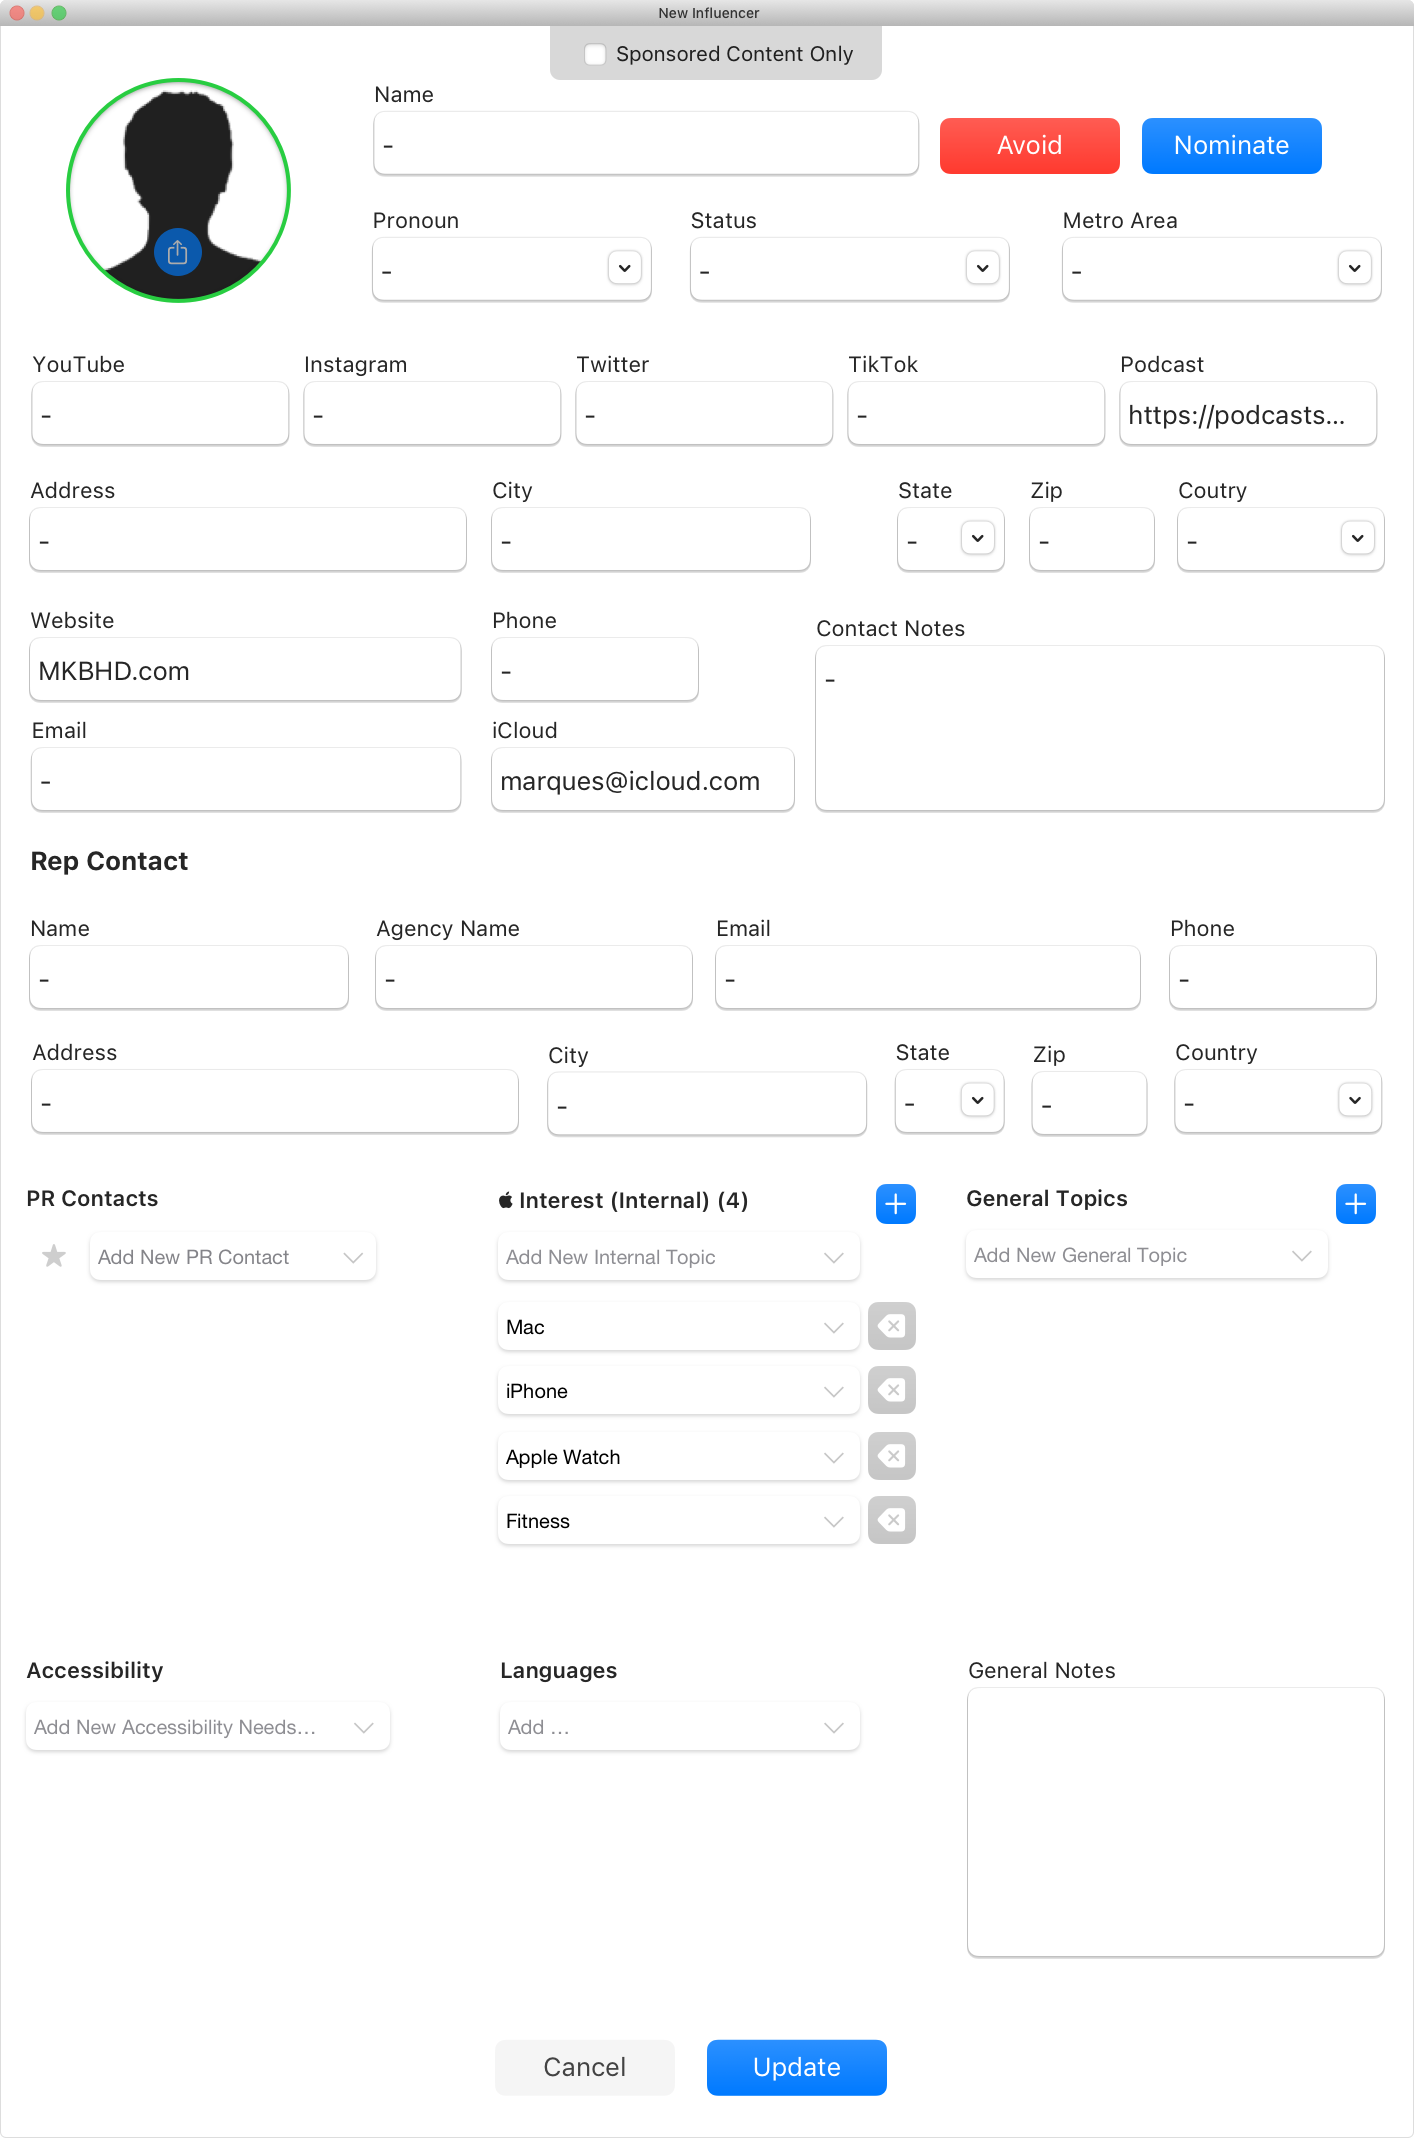 New Influencer
Sponsored Content Only
Name
-
Avoid
Nominate
Pronoun
Status
Metro Area
-
-
-
YouTube
Instagram
Twitter
TikTok
Podcast
-
-
-
-
https://podcasts...
Address
City
State
Zip
Coutry
-
-
-
-
-
Website
Phone
Contact Notes
MKBHD.com
-
-
Email
iCloud
-
marques@icloud.com
Rep Contact
Name
Agency Name
Email
Phone
-
-
-
-
Address
City
State
Zip
Country
-
-
-
-
-
PR Contacts
Interest (Internal) (4)
General Topics
Add New PR Contact
Add New Internal Topic
Add New General Topic
Mac
iPhone
Apple Watch
Fitness
Accessibility
Languages
General Notes
Add New Accessibility Needs...
Add ...
Cancel
Update